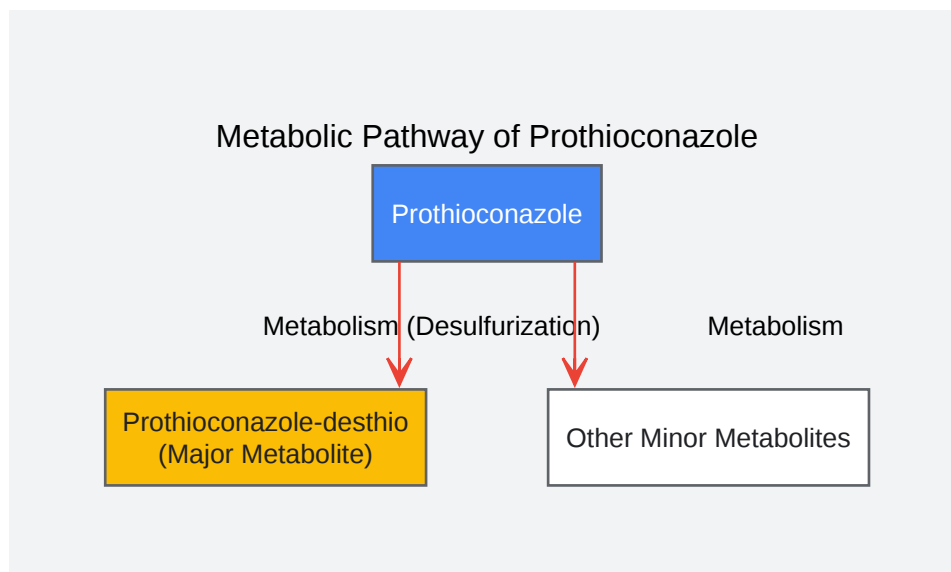 Metabolic Pathway of Prothioconazole
Prothioconazole
Metabolism (Desulfurization)
Metabolism
Prothioconazole-desthio
(Major Metabolite)
Other Minor Metabolites